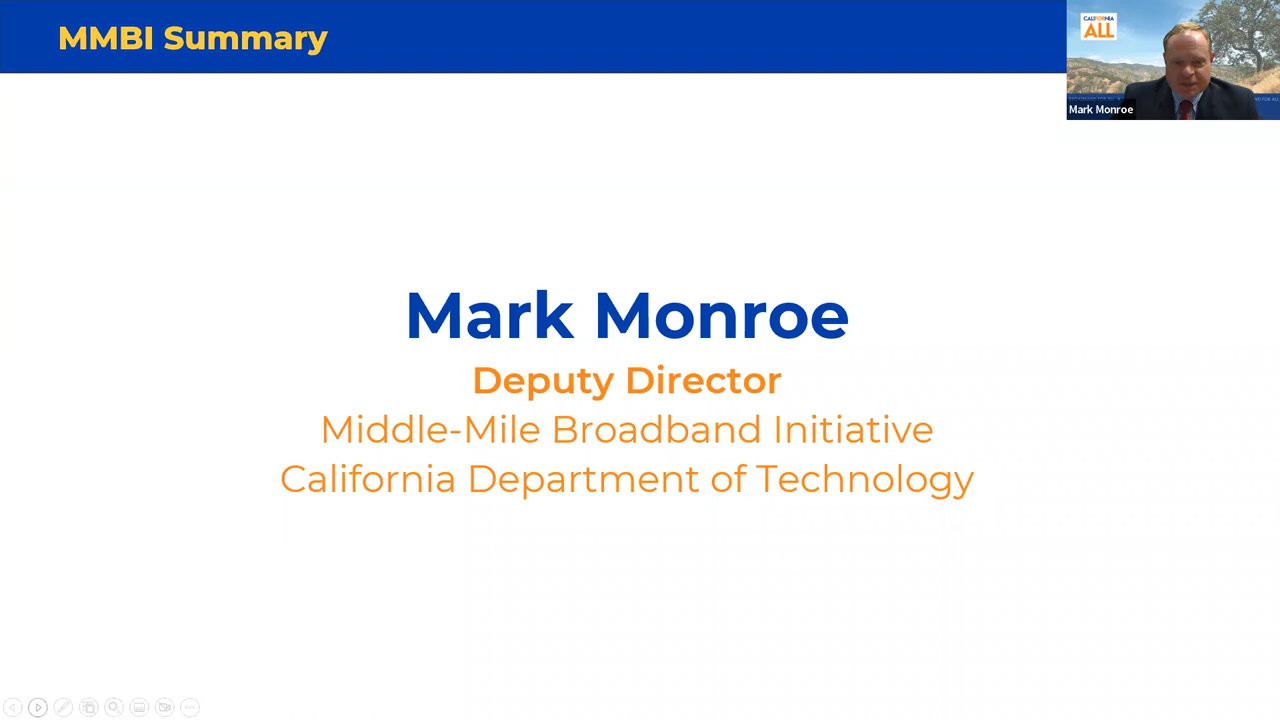 MMBI Summary
CALIFORNIA
ALL
Mark Monroe
Mark Monroe
Deputy Director
Middle-Mile Broadband Initiative
California Department of Technology